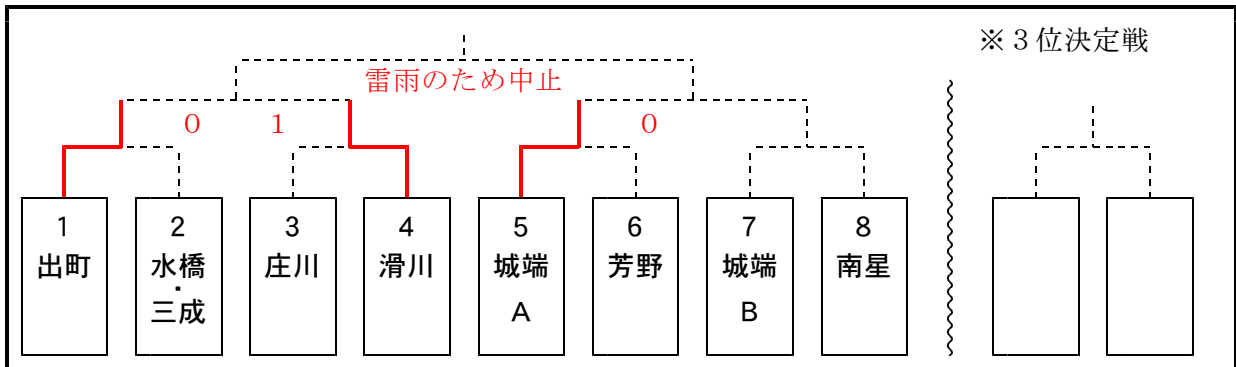 ※３位決定戦
雷雨のため中止
０ １ ０
1 2 3 4 5 6 7 8
出町
水橋・三成
庄川
滑川
城端 A
芳野
城端 B
南星